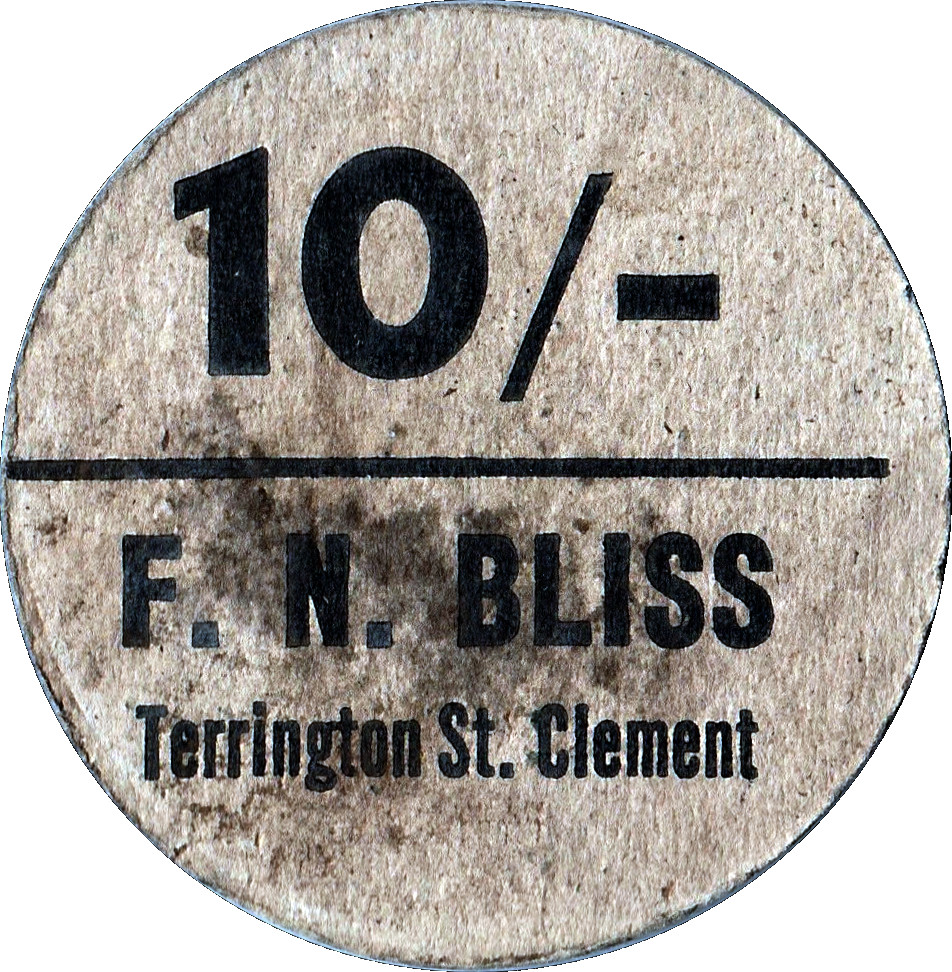 10/-
F. N. BLISS
Terrington St. Clement